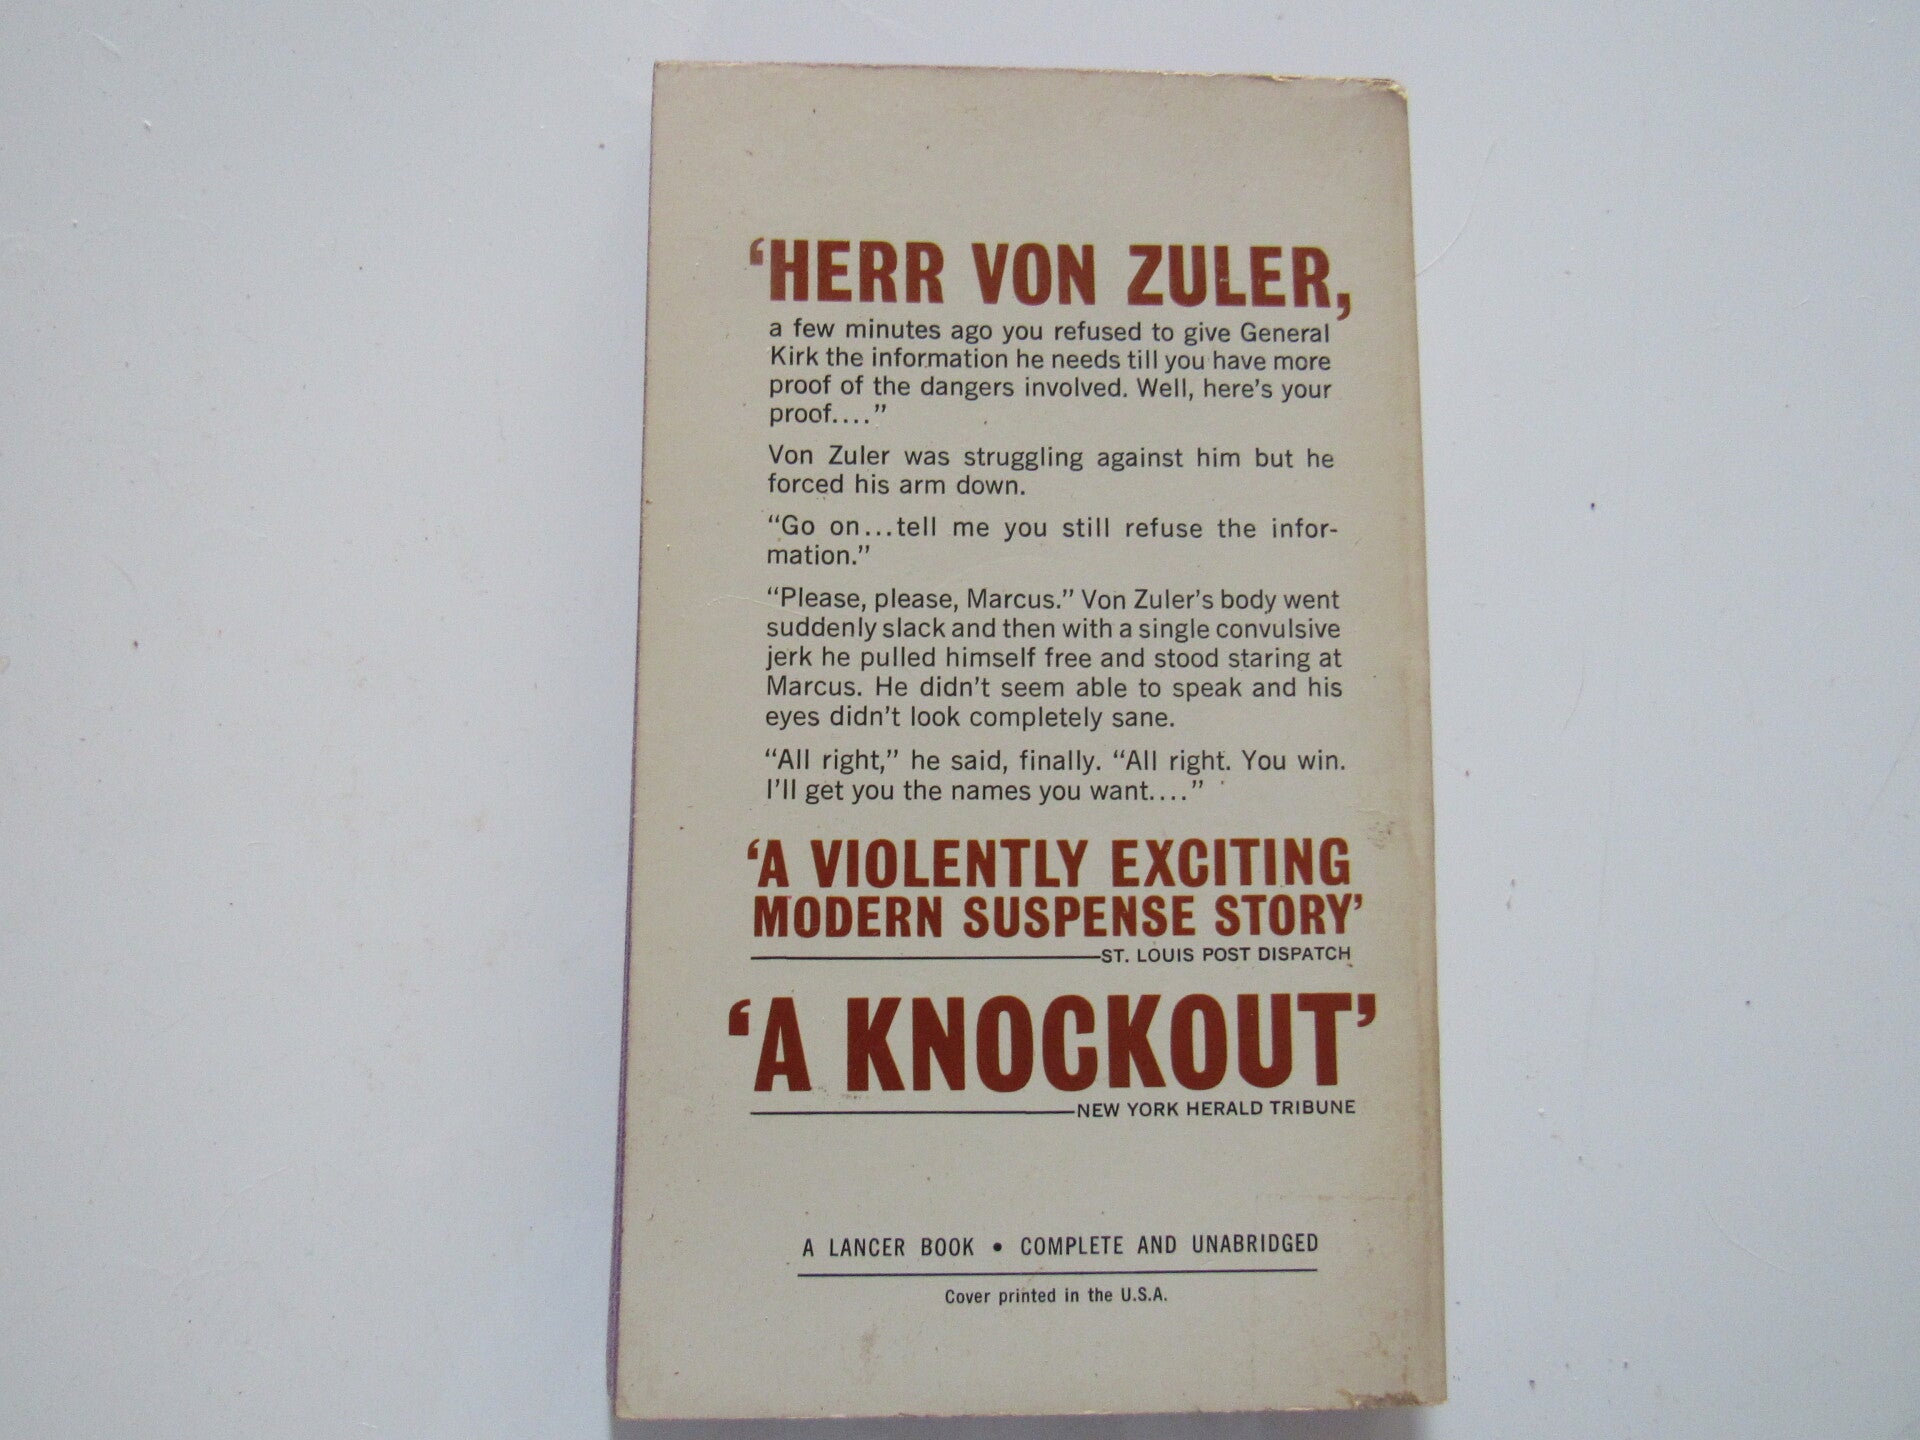 ‘HERR VON ZULER,
a few minutes ago you refused to give General
Kirk the information he needs till you have more
proof of the dangers involved. Well, here’s your
proof....”
Von Zuler was struggling against him but he
forced his arm down.
“Go on...tell me you still refuse the infor-
mation.”
“Please, please, Marcus.” Von Zuler’s body went
suddenly slack and then with a single convulsive
jerk he pulled himself free and stood staring at
Marcus. He didn’t seem able to speak and his
eyes didn’t look completely sane.
“All right,” he said, finally. “All right. You win.
I’ll get you the names you want....”
‘A VIOLENTLY EXCITING
MODERN SUSPENSE STORY’
—ST. LOUIS POST DISPATCH
‘A KNOCKOUT’
—NEW YORK HERALD TRIBUNE
A LANCER BOOK • COMPLETE AND UNABRIDGED
Cover printed in the U.S.A.